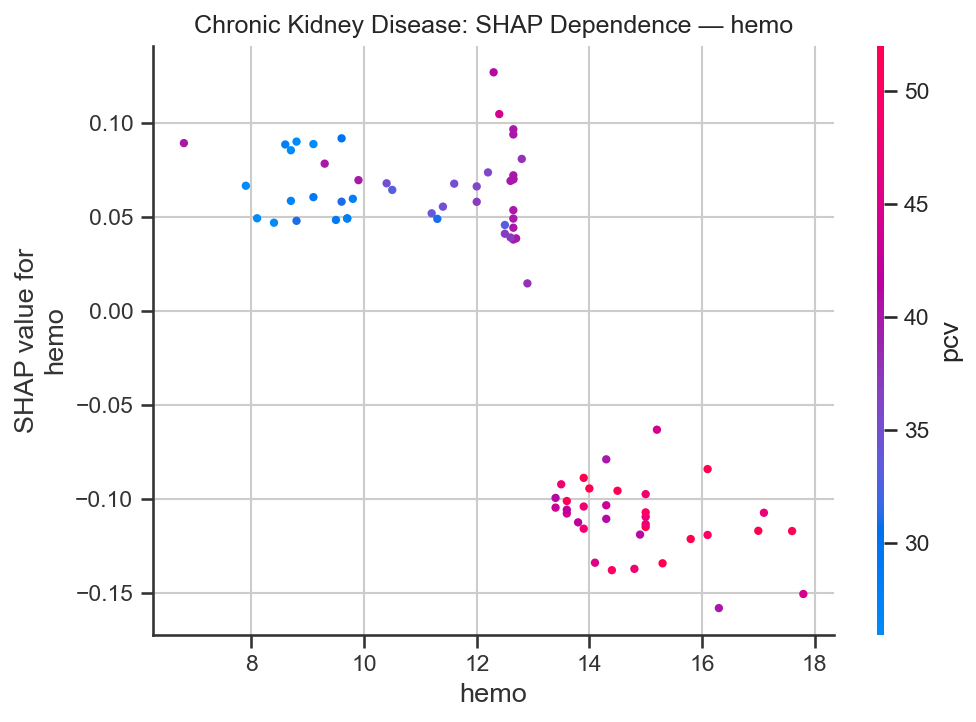 Chronic Kidney Disease: SHAP Dependence — hemo
SHAP value for
hemo
0.10
0.05
0.00
−0.05
−0.10
−0.15
8 10 12 14 16 18
hemo
50
45
40
35
30
pcv